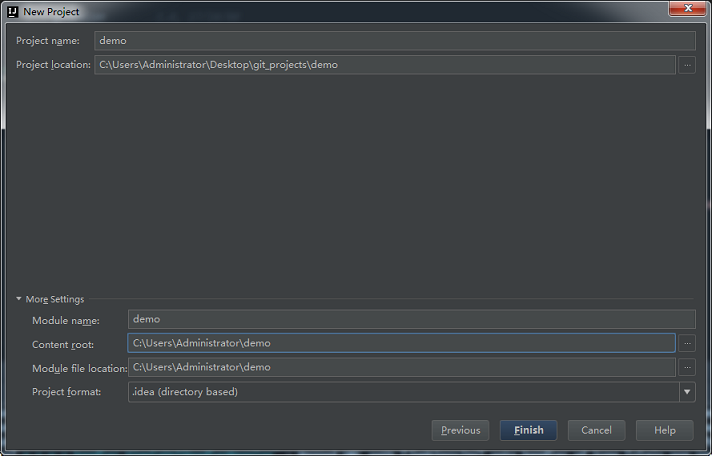 New Project
Project name: demo
Project location: C:\Users\Administrator\Desktop\git_projects\demo ...
More Settings
Module name: demo
Content root: C:\Users\Administrator\demo ...
Module file location: C:\Users\Administrator\demo ...
Project format: .idea (directory based)
Previous Finish Cancel Help